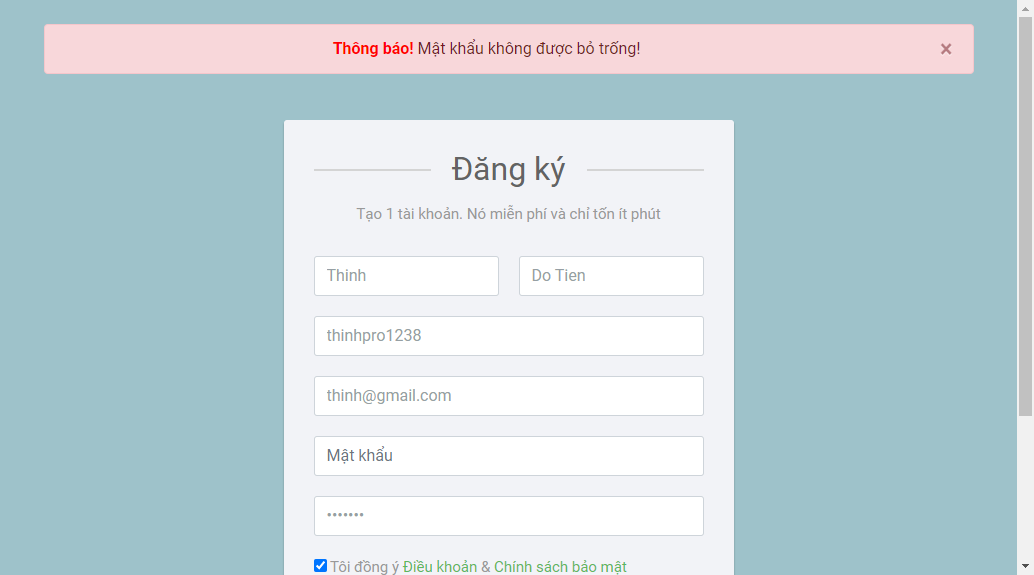 Thông báo! Mật khẩu không được bỏ trống! ×
Đăng ký
Tạo 1 tài khoản. Nó miễn phí và chỉ tốn ít phút
Thinh Do Tien
thinhpro1238
thinh@gmail.com
Mật khẩu
•••••••
Tôi đồng ý Điều khoản & Chính sách bảo mật